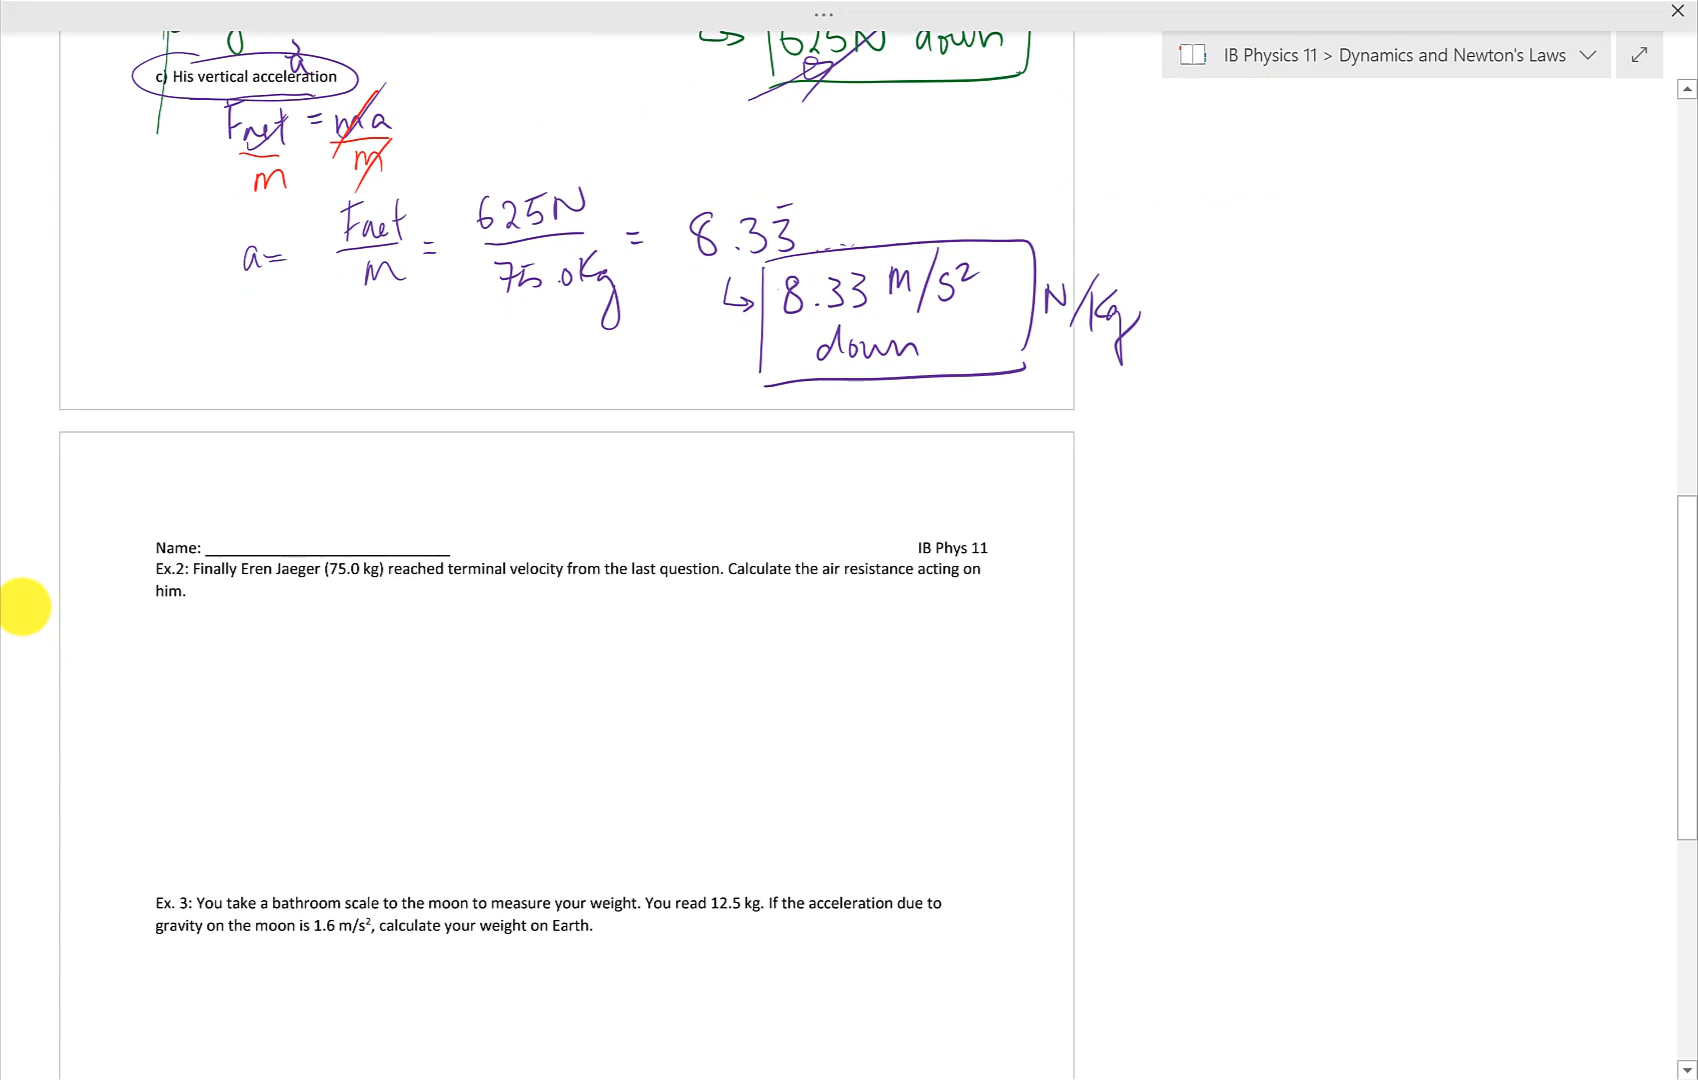 ...
IB Physics 11 > Dynamics and Newton's Laws
↳ 625N down
c) His vertical acceleration
a
Fnet = ma
m m
a = Fnet / m = 625N / 75.0Kg = 8.33̄ ...
↳ 8.33 m/s² N/Kg
down
Name: ____________________
IB Phys 11
Ex.2: Finally Eren Jaeger (75.0 kg) reached terminal velocity from the last question. Calculate the air resistance acting on
him.
Ex. 3: You take a bathroom scale to the moon to measure your weight. You read 12.5 kg. If the acceleration due to
gravity on the moon is 1.6 m/s², calculate your weight on Earth.